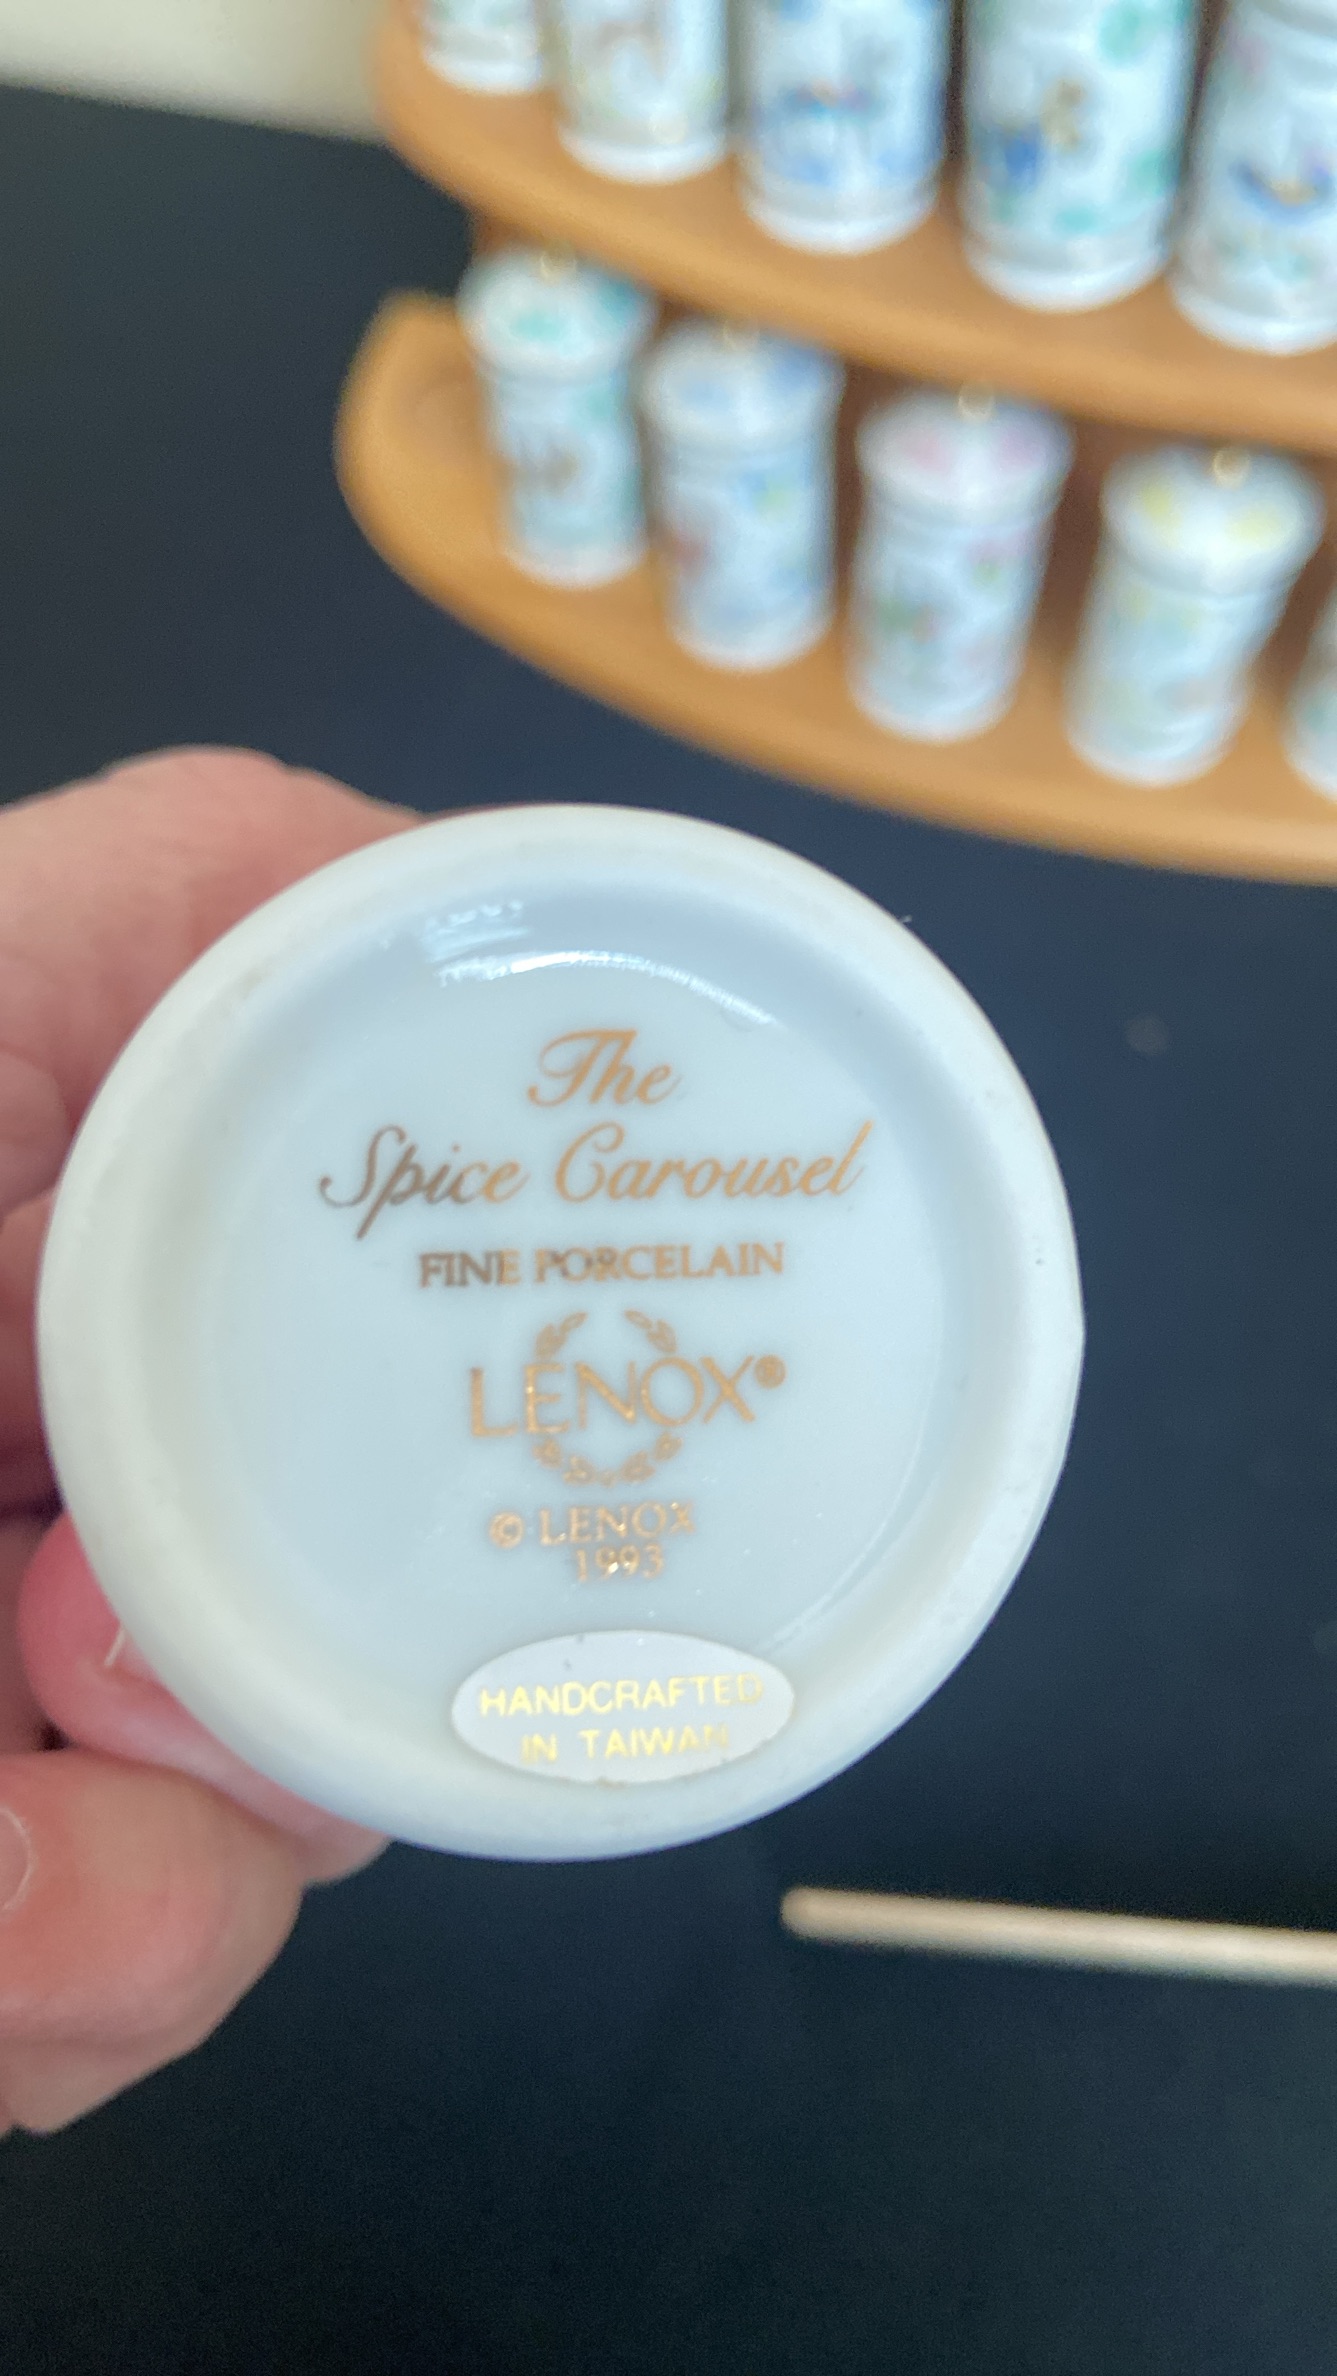 The
Spice Carousel
FINE PORCELAIN
LENOX®
© LENOX
1993
HANDCRAFTED
IN TAIWAN